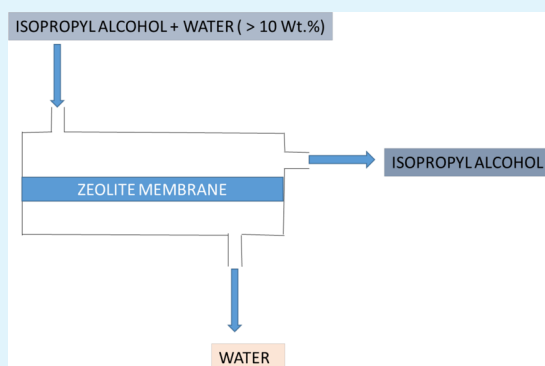 ISOPROPYL ALCOHOL + WATER ( > 10 Wt.%)
ISOPROPYL ALCOHOL
ZEOLITE MEMBRANE
WATER